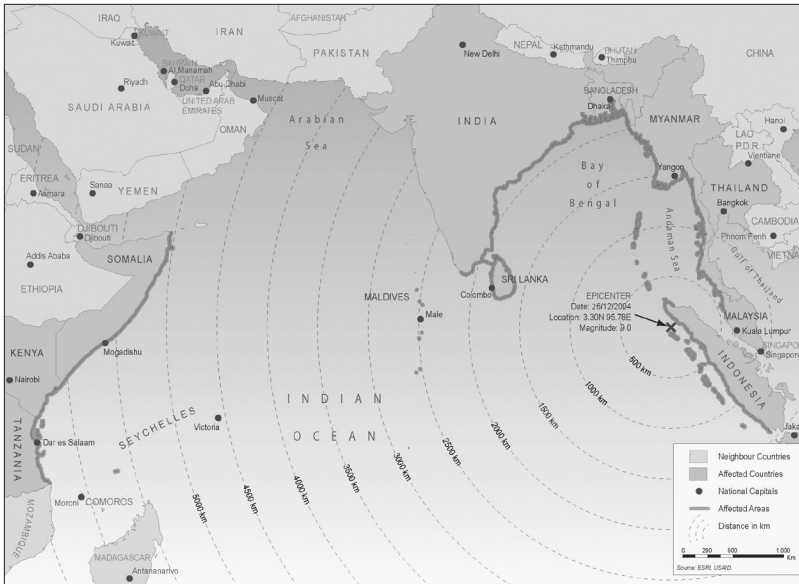 IRAQ
KUWAIT
Kuwait
IRAN
AFGHANISTAN
PAKISTAN
New Delhi
NEPAL
Kathmandu
BHUTAN
Thimphu
CHINA
BAHRAIN
Al Manamah
QATAR
Doha
Abu Dhabi
Riyadh
SAUDI ARABIA
UNITED ARAB
EMIRATES
Muscat
OMAN
Arabian
Sea
INDIA
BANGLADESH
Dhaka
MYANMAR
Hanoi
LAO
P.D.R.
Vientiane
SUDAN
ERITREA
Asmara
Sanaa
YEMEN
Bay
of
Bengal
Yangon
THAILAND
Bangkok
CAMBODIA
Phnom Penh
VIETNA
Andaman Sea
Gulf of Thailand
DJIBOUTI
Djibouti
Addis Ababa
ETHIOPIA
SOMALIA
SRI LANKA
Colombo
MALDIVES
Male
EPICENTER
Date: 26/12/2004
Location: 3.30N 95.78E
Magnitude: 9.0
MALAYSIA
Kuala Lumpur
SINGAPO
Singapore
INDONESIA
KENYA
Nairobi
Mogadishu
INDIAN
OCEAN
SEYCHELLES
Victoria
TANZANIA
Dar es Salaam
Moroni
COMOROS
MOZAMBIQUE
MADAGASCAR
Antananarivo
Jaka
5000 km
4500 km
4000 km
3500 km
3000 km
2500 km
2000 km
1500 km
1000 km
500 km
Neighbour Countries
Affected Countries
National Capitals
Affected Areas
Distance in km
0 250 500 1.000
Km
Source: ESRI, USAID.